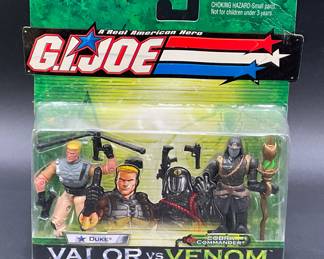 CHOKING HAZARD-Small parts.
Not for children under 3 years.
A Real American Hero
G.I.JOE
DUKE
COBRA
COMMANDER
VALOR VS VENOM